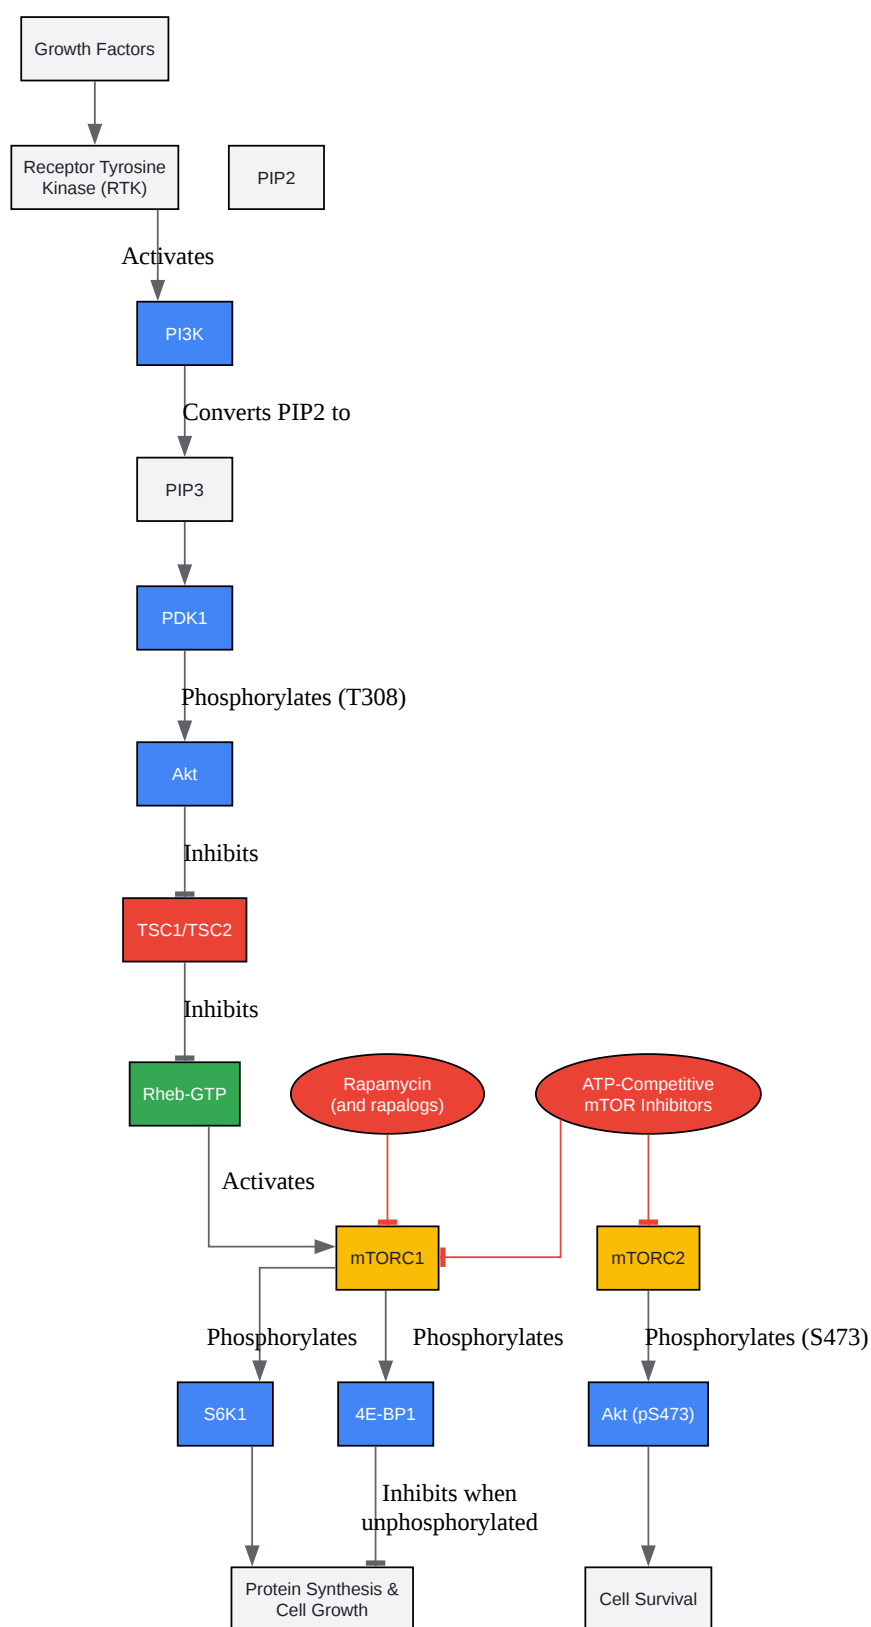 Growth Factors
Receptor Tyrosine
Kinase (RTK)
PIP2
Activates
PI3K
Converts PIP2 to
PIP3
PDK1
Phosphorylates (T308)
Akt
Inhibits
TSC1/TSC2
Inhibits
Rheb-GTP
Rapamycin
(and rapalogs)
ATP-Competitive
mTOR Inhibitors
Activates
mTORC1
mTORC2
Phosphorylates
Phosphorylates
Phosphorylates (S473)
S6K1
4E-BP1
Akt (pS473)
Inhibits when
unphosphorylated
Protein Synthesis &
Cell Growth
Cell Survival